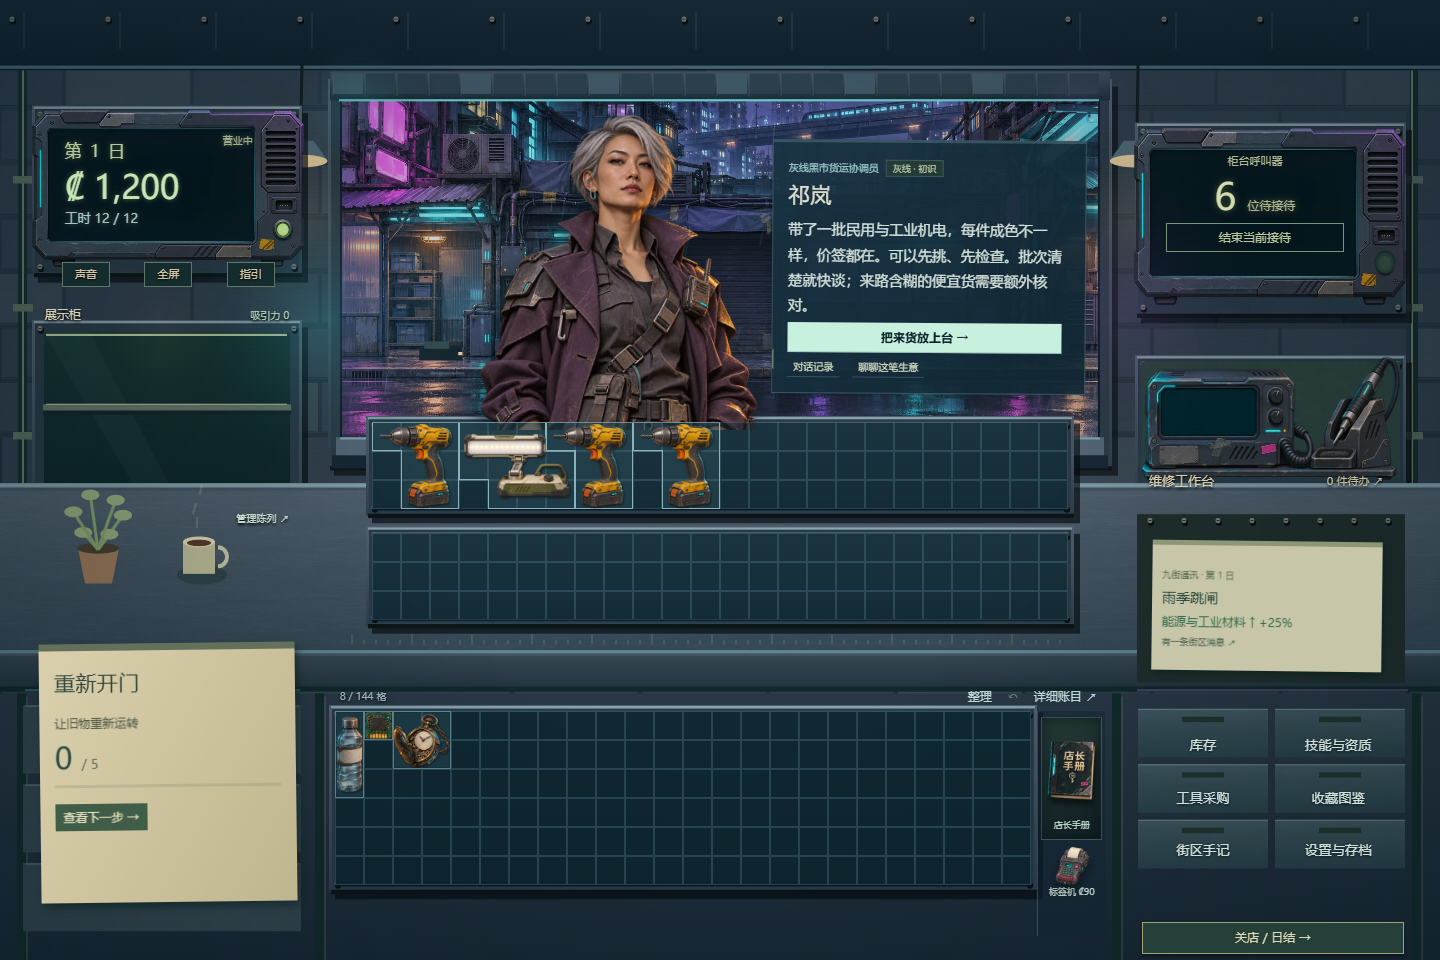 第 1 日
营业中
₡ 1,200
工时 12 / 12
声音
全屏
指引
展示柜
吸引力 0
管理陈列 ↗
灰线黑市货运协调员
灰线 · 初识
祁岚
带了一批民用与工业机电，每件成色不一
样，价签都在。可以先挑、先检查。批次清
楚就快谈；来路含糊的便宜货需要额外核
对。
把来货放上台 →
对话记录
聊聊这笔生意
柜台呼叫器
6 位待接待
结束当前接待
维修工作台
0 件待办 ↗
九街通讯 · 第 1 日
雨季跳闸
能源与工业材料 ↑ +25%
有一条街区消息 ↗
重新开门
让旧物重新运转
0 / 5
查看下一步 →
8 / 144 格
整理
↶
详细账目 ↗
店长
手册
店长手册
标签机 ₡90
库存
技能与资质
工具采购
收藏图鉴
街区手记
设置与存档
关店 / 日结 →